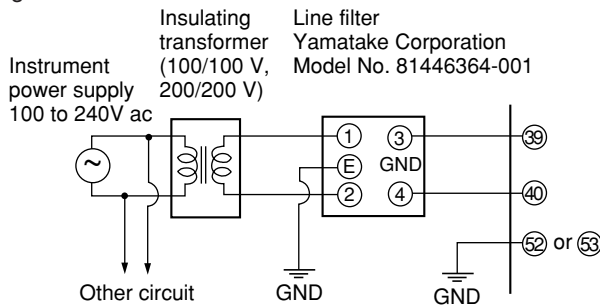 Instrument
power supply
100 to 240V ac
Insulating
transformer
(100/100 V,
200/200 V)
Line filter
Yamatake Corporation
Model No. 81446364-001
~
1
3
E
GND
2
4
39
40
52 or 53
Other circuit
GND
GND